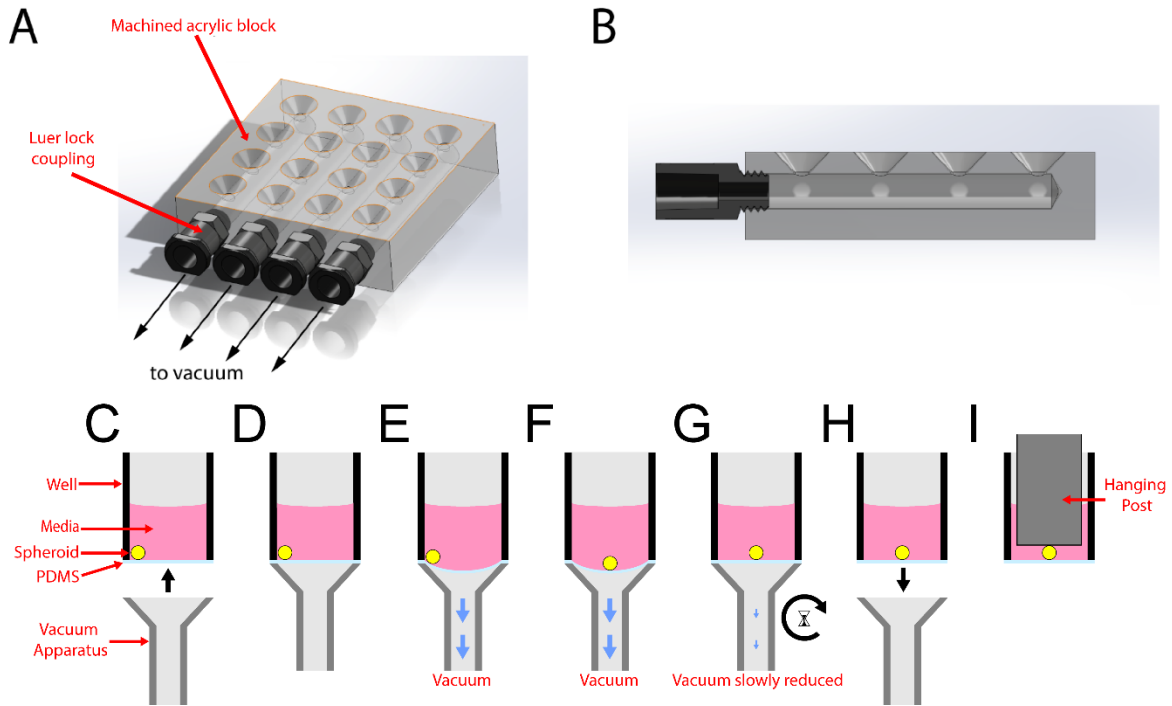 A
Machined acrylic block
Luer lock
coupling
to vacuum
B
C
Well
Media
Spheroid
PDMS
Vacuum
Apparatus
D
E
Vacuum
F
Vacuum
G
Vacuum slowly reduced
H
I
Hanging
Post